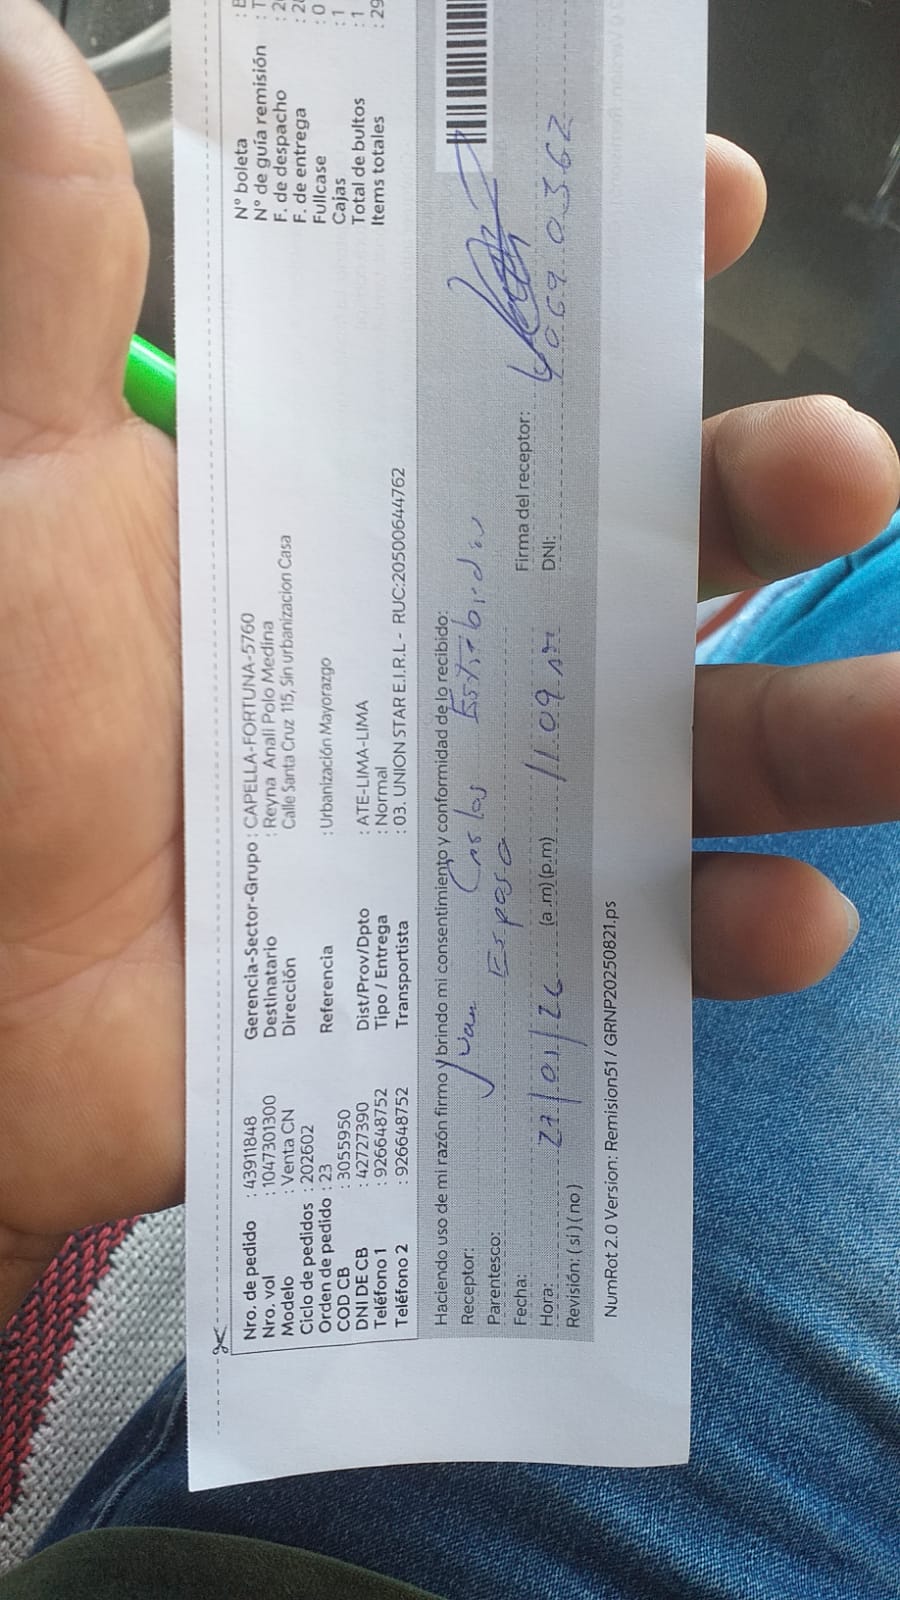 Nro. de pedido : 43911848
Nro. vol : 1047301300
Modelo : Venta CN
Ciclo de pedidos : 202602
Orden de pedido : 23
COD CB : 3055950
DNI DE CB : 42727390
Teléfono 1 : 926648752
Teléfono 2 : 926648752
Gerencia-Sector-Grupo : CAPELLA-FORTUNA-5760
Destinatario : Reyna Analí Polo Medina
Dirección Calle Santa Cruz 115, Sin urbanizacion Casa
Referencia : Urbanización Mayorazgo
Dist/Prov/Dpto : ATE-LIMA-LIMA
Tipo / Entrega : Normal
Transportista : 03. UNION STAR E.I.R.L - RUC:20500644762
N° boleta
N° de guía remisión
F. de despacho
F. de entrega
Fullcase : 0
Cajas : 1
Total de bultos : 1
Items totales : 29
Haciendo uso de mi razón firmo y brindo mi consentimiento y conformidad de lo recibido:
Receptor: Juan Carlos
Parentesco: Esposo
Fecha: 27/01/26
Hora: (a.m) (p.m) 11.09
Revisión: ( si ) ( no )
Firma del receptor:
DNI: 40690362
NumRot 2.0 Version: Remision51 / GRNP20250821.ps